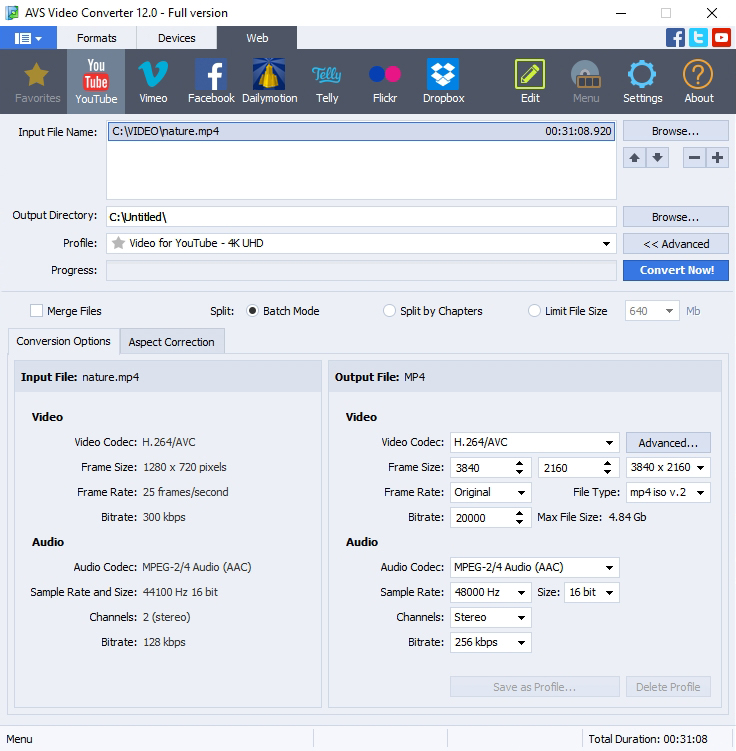 AVS Video Converter 12.0 - Full version
Formats Devices Web
You Tube
Telly
Favorites YouTube Vimeo Facebook Dailymotion Telly Flickr Dropbox Edit Menu Settings About
Input File Name: C:\VIDEO\nature.mp4 00:31:08.920 Browse...
Output Directory: C:\Untitled\ Browse...
Profile: Video for YouTube - 4K UHD << Advanced
Progress: Convert Now!
Merge Files Split: Batch Mode Split by Chapters Limit File Size 640 Mb
Conversion Options Aspect Correction
Input File: nature.mp4
Video
Video Codec: H.264/AVC
Frame Size: 1280 x 720 pixels
Frame Rate: 25 frames/second
Bitrate: 300 kbps
Audio
Audio Codec: MPEG-2/4 Audio (AAC)
Sample Rate and Size: 44100 Hz 16 bit
Channels: 2 (stereo)
Bitrate: 128 kbps
Output File: MP4
Video
Video Codec: H.264/AVC Advanced...
Frame Size: 3840 2160 3840 x 2160
Frame Rate: Original File Type: mp4 iso v.2
Bitrate: 20000 Max File Size: 4.84 Gb
Audio
Audio Codec: MPEG-2/4 Audio (AAC)
Sample Rate: 48000 Hz Size: 16 bit
Channels: Stereo
Bitrate: 256 kbps
Save as Profile... Delete Profile
Menu Total Duration: 00:31:08